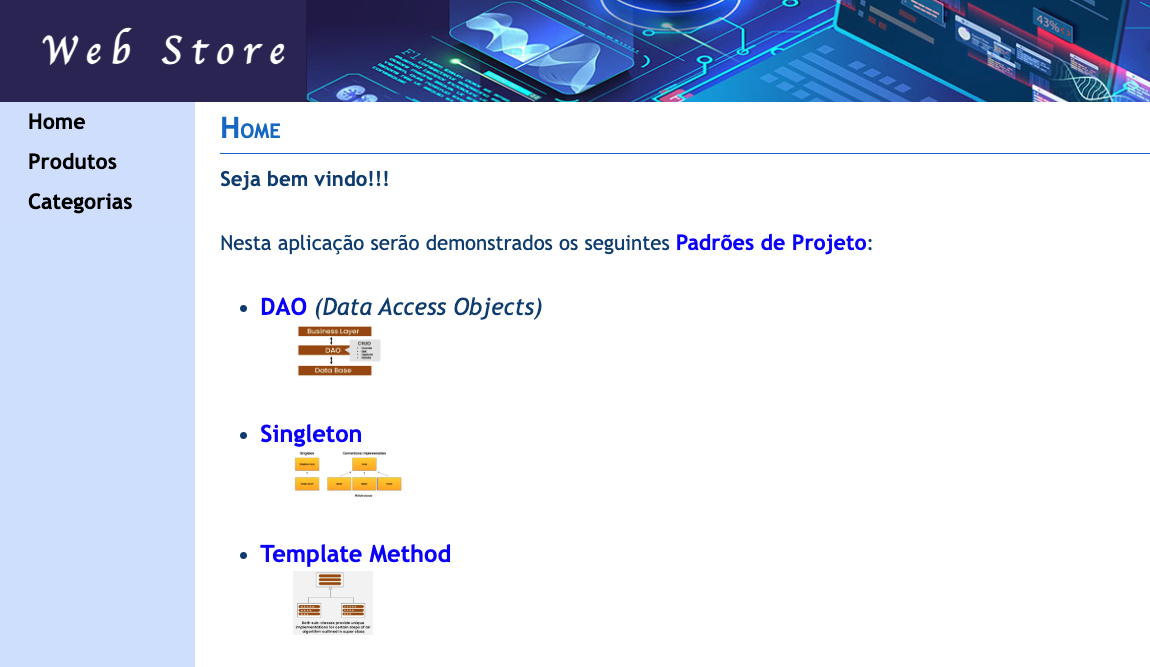 Web Store
43%
Home
Produtos
Categorias
HOME
Seja bem vindo!!!
Nesta aplicação serão demonstrados os seguintes Padrões de Projeto:
DAO (Data Access Objects)
Business Layer
DAO
CRUD
Data Base
Singleton
Singleton
Conventional Implementation
Template Method
Both sub-classes provide unique
implementations for certain steps of an
algorithm outlined in super class